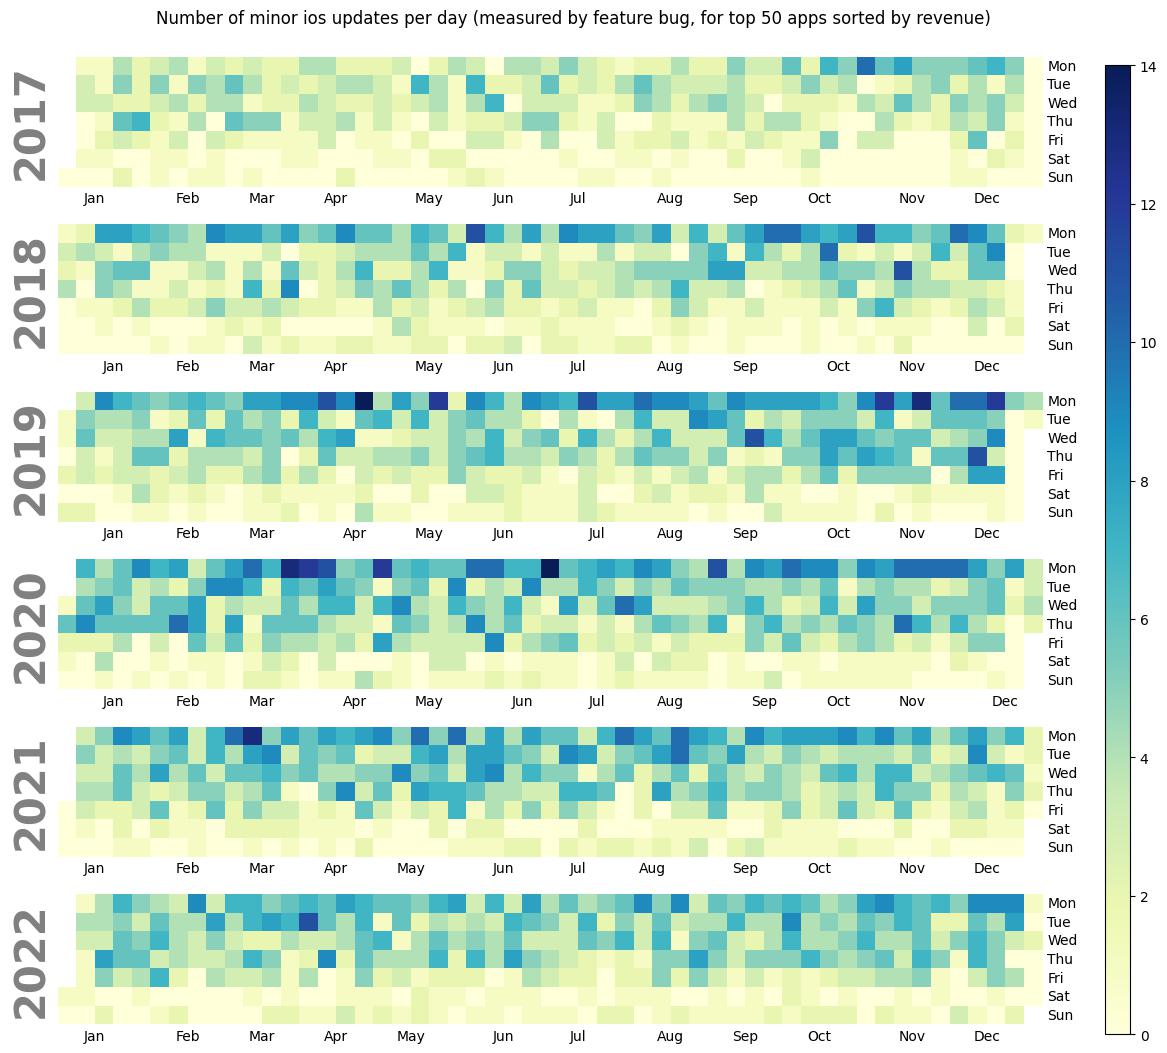 Number of minor ios updates per day (measured by feature bug, for top 50 apps sorted by revenue)
2017
Mon
Tue
Wed
Thu
Fri
Sat
Sun
Jan Feb Mar Apr May Jun Jul Aug Sep Oct Nov Dec
2018
Mon
Tue
Wed
Thu
Fri
Sat
Sun
Jan Feb Mar Apr May Jun Jul Aug Sep Oct Nov Dec
2019
Mon
Tue
Wed
Thu
Fri
Sat
Sun
Jan Feb Mar Apr May Jun Jul Aug Sep Oct Nov Dec
2020
Mon
Tue
Wed
Thu
Fri
Sat
Sun
Jan Feb Mar Apr May Jun Jul Aug Sep Oct Nov Dec
2021
Mon
Tue
Wed
Thu
Fri
Sat
Sun
Jan Feb Mar Apr May Jun Jul Aug Sep Oct Nov Dec
2022
Mon
Tue
Wed
Thu
Fri
Sat
Sun
Jan Feb Mar Apr May Jun Jul Aug Sep Oct Nov Dec
14
12
10
8
6
4
2
0